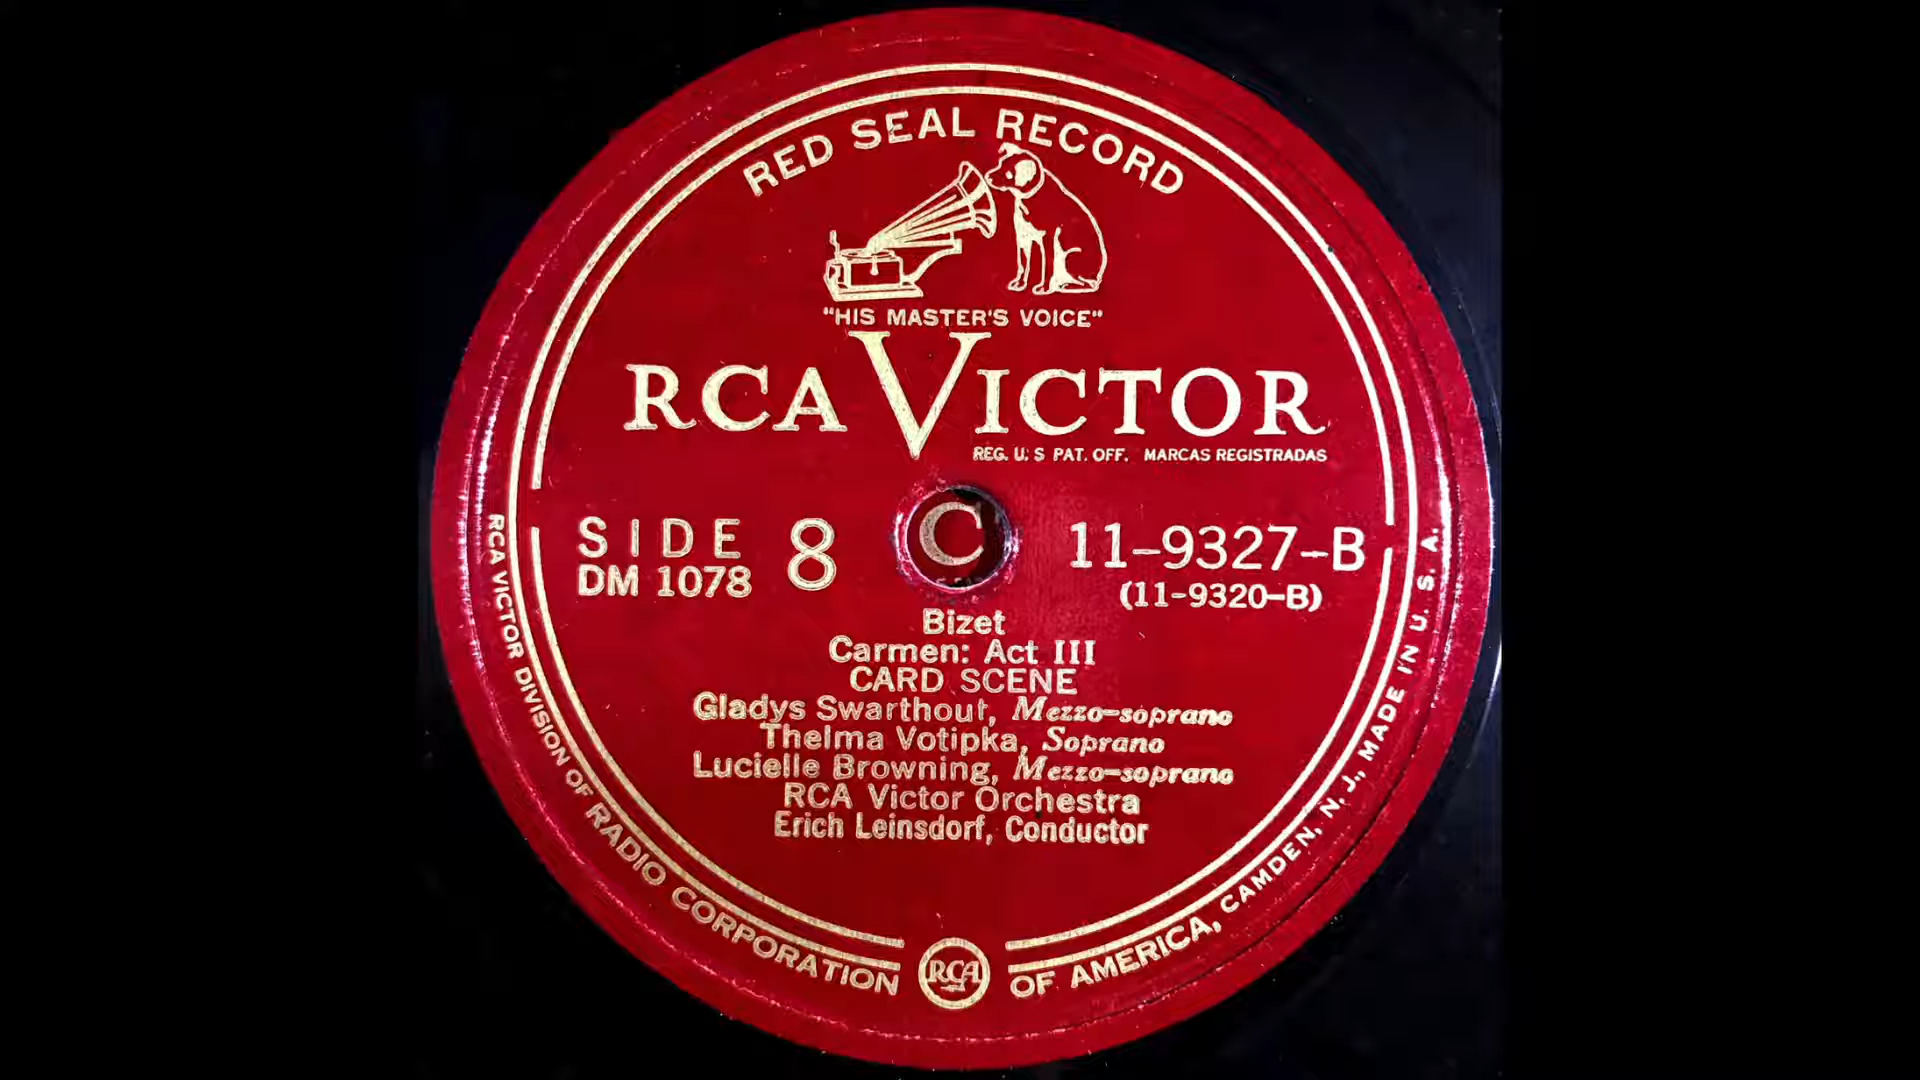 RED SEAL RECORD
"HIS MASTER'S VOICE"
RCA VICTOR
REG. U. S PAT. OFF. MARCAS REGISTRADAS
SIDE 8
DM 1078
C
11-9327-B
(11-9320-B)
Bizet
Carmen: Act III
CARD SCENE
Gladys Swarthout, Mezzo-soprano
Thelma Votipka, Soprano
Lucielle Browning, Mezzo-soprano
RCA Victor Orchestra
Erich Leinsdorf, Conductor
RCA VICTOR DIVISION OF RADIO CORPORATION OF AMERICA, CAMDEN, N. J., MADE IN U. S. A.
RCA